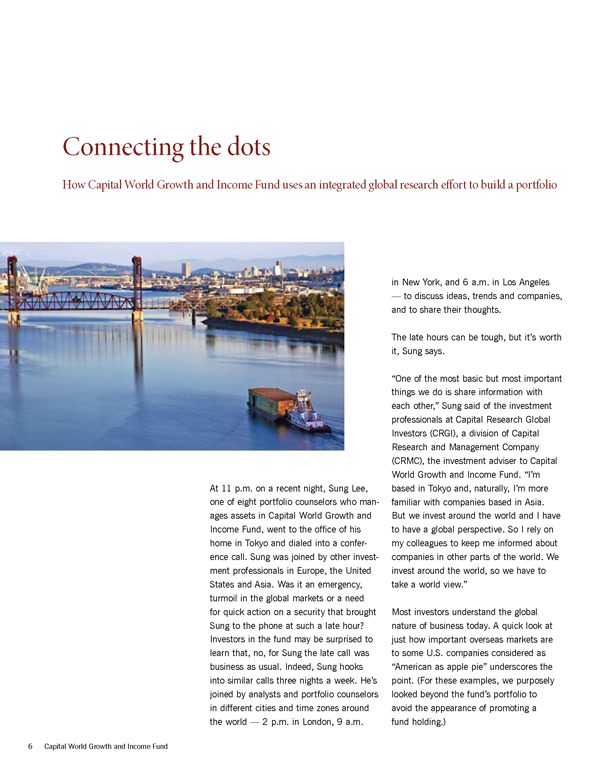 Connecting the dots
How Capital World Growth and Income Fund uses an integrated global research effort to build a portfolio
At 11 p.m. on a recent night, Sung Lee,
one of eight portfolio counselors who man-
ages assets in Capital World Growth and
Income Fund, went to the office of his
home in Tokyo and dialed into a confer-
ence call. Sung was joined by other invest-
ment professionals in Europe, the United
States and Asia. Was it an emergency,
turmoil in the global markets or a need
for quick action on a security that brought
Sung to the phone at such a late hour?
Investors in the fund may be surprised to
learn that, no, for Sung the late call was
business as usual. Indeed, Sung hooks
into similar calls three nights a week. He’s
joined by analysts and portfolio counselors
in different cities and time zones around
the world — 2 p.m. in London, 9 a.m.
in New York, and 6 a.m. in Los Angeles
— to discuss ideas, trends and companies,
and to share their thoughts.
The late hours can be tough, but it’s worth
it, Sung says.
“One of the most basic but most important
things we do is share information with
each other,” Sung said of the investment
professionals at Capital Research Global
Investors (CRGI), a division of Capital
Research and Management Company
(CRMC), the investment adviser to Capital
World Growth and Income Fund. “I’m
based in Tokyo and, naturally, I’m more
familiar with companies based in Asia.
But we invest around the world and I have
to have a global perspective. So I rely on
my colleagues to keep me informed about
companies in other parts of the world. We
invest around the world, so we have to
take a world view.”
Most investors understand the global
nature of business today. A quick look at
just how important overseas markets are
to some U.S. companies considered as
“American as apple pie” underscores the
point. (For these examples, we purposely
looked beyond the fund’s portfolio to
avoid the appearance of promoting a
fund holding.)
6 Capital World Growth and Income Fund